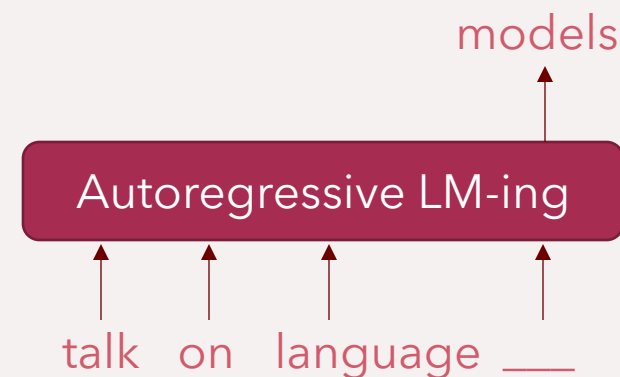 models
Autoregressive LM-ing
talk on language ___